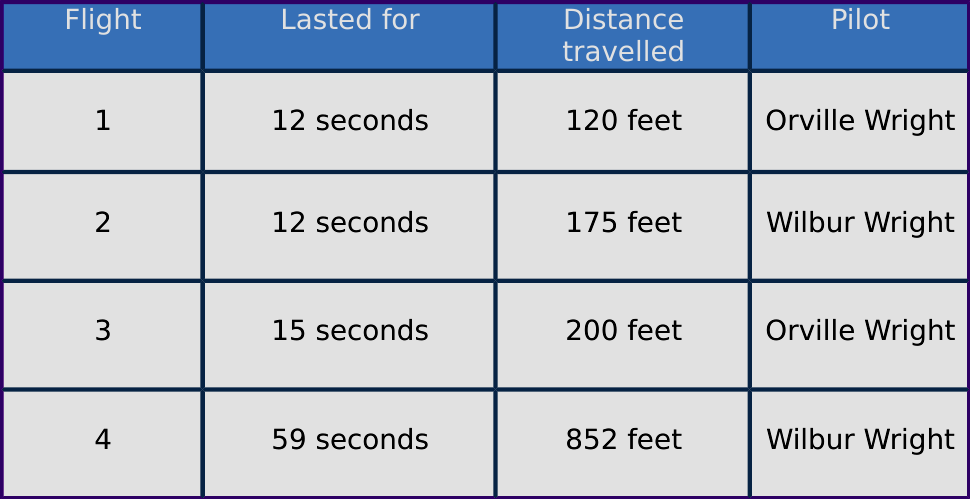 Flight Lasted for Distance travelled Pilot
1 12 seconds 120 feet Orville Wright
2 12 seconds 175 feet Wilbur Wright
3 15 seconds 200 feet Orville Wright
4 59 seconds 852 feet Wilbur Wright